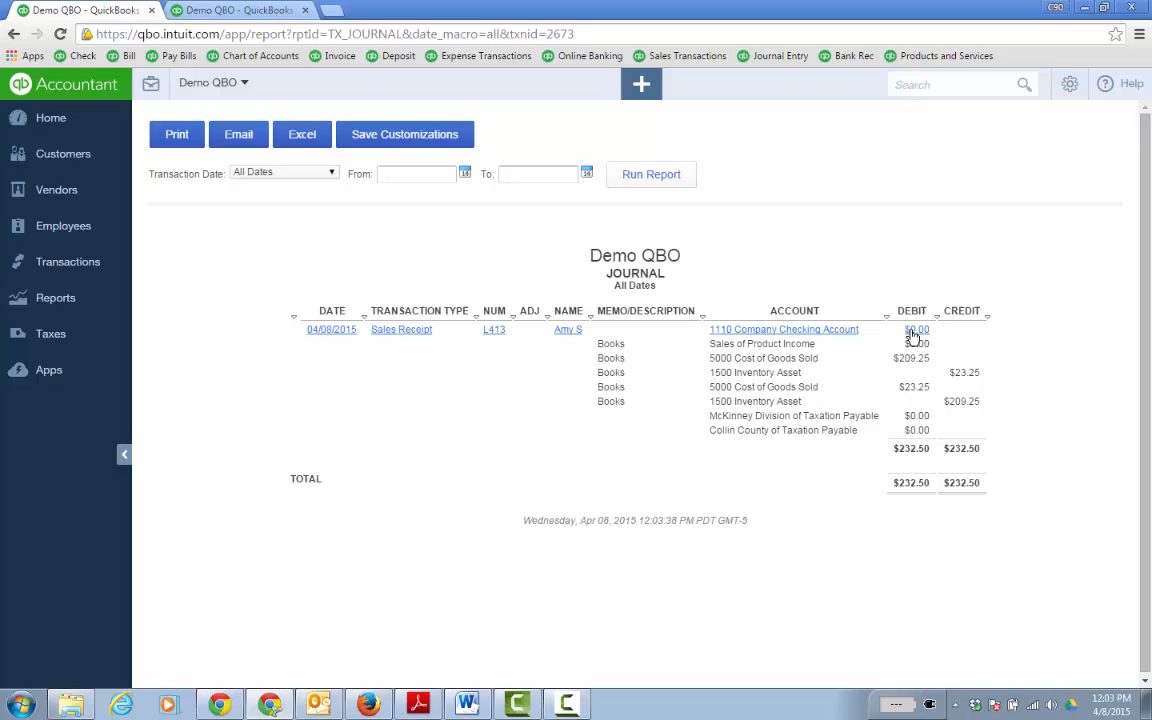 Demo QBO - QuickBooks
Demo QBO - QuickBooks
C90
https://qbo.intuit.com/app/report?rptId=TX_JOURNAL&date_macro=all&txnid=2673
Apps Check Bill Pay Bills Chart of Accounts Invoice Deposit Expense Transactions Online Banking Sales Transactions Journal Entry Bank Rec Products and Services
qb Accountant Demo QBO + Search Help
Home
Customers
Vendors
Employees
Transactions
Reports
Taxes
Apps
Print Email Excel Save Customizations
Transaction Date: All Dates From: To: Run Report
Demo QBO
JOURNAL
All Dates
DATE TRANSACTION TYPE NUM ADJ NAME MEMO/DESCRIPTION ACCOUNT DEBIT CREDIT
04/08/2015 Sales Receipt L413 Amy S 1110 Company Checking Account $0.00
Books Sales of Product Income
Books 5000 Cost of Goods Sold $209.25
Books 1500 Inventory Asset $23.25
Books 5000 Cost of Goods Sold $23.25
Books 1500 Inventory Asset $209.25
McKinney Division of Taxation Payable $0.00
Collin County of Taxation Payable $0.00
$232.50 $232.50
TOTAL $232.50 $232.50
Wednesday, Apr 08, 2015 12:03:38 PM PDT GMT-5
12:03 PM
4/8/2015